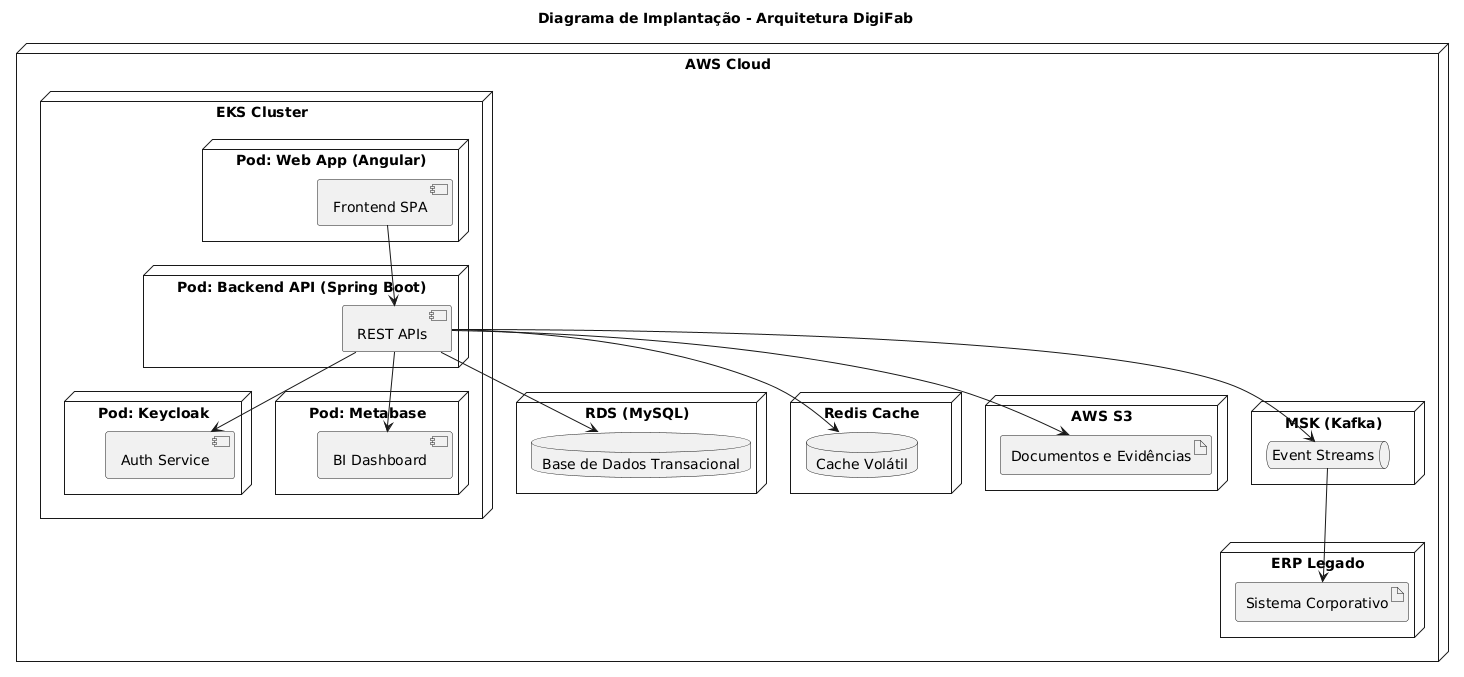 Diagrama de Implantação - Arquitetura DigiFab
AWS Cloud
EKS Cluster
Pod: Web App (Angular)
Frontend SPA
Pod: Backend API (Spring Boot)
REST APIs
Pod: Keycloak
Auth Service
Pod: Metabase
BI Dashboard
RDS (MySQL)
Base de Dados Transacional
Redis Cache
Cache Volátil
AWS S3
Documentos e Evidências
MSK (Kafka)
Event Streams
ERP Legado
Sistema Corporativo